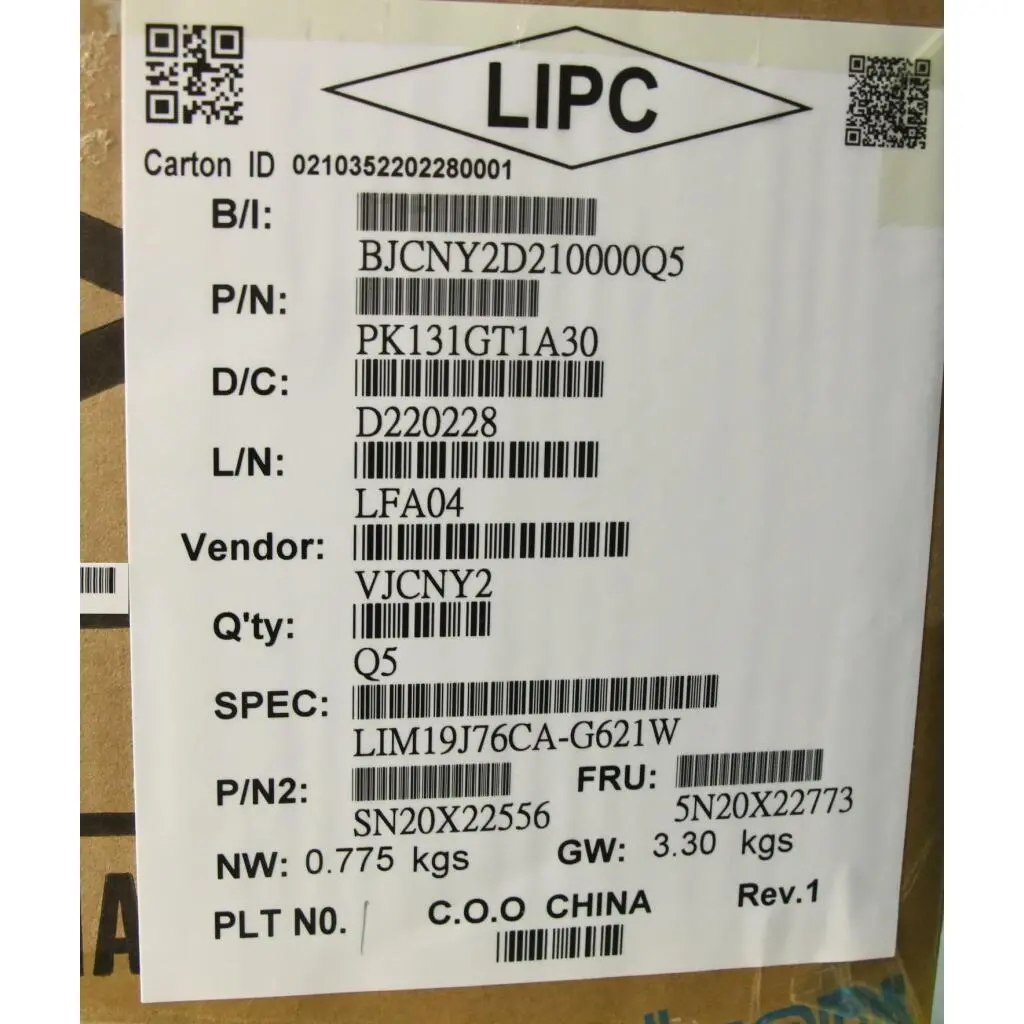 LIPC
Carton ID 0210352202280001
B/I:
BJCNY2D210000Q5
P/N:
PK131GT1A30
D/C:
D220228
L/N:
LFA04
Vendor:
VJCNY2
Q'ty:
Q5
SPEC:
LIM19J76CA-G621W
P/N2:
SN20X22556
FRU:
5N20X22773
NW: 0.775 kgs GW: 3.30 kgs
PLT N0. C.O.O CHINA Rev.1